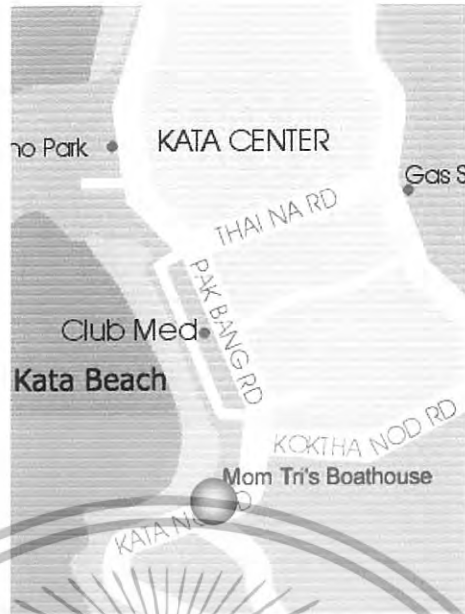 no Park
KATA CENTER
Gas S
THAI NA RD
PAK BANG RD
Club Med
Kata Beach
KOKTHA NOD RD
Mom Tri's Boathouse
KATA